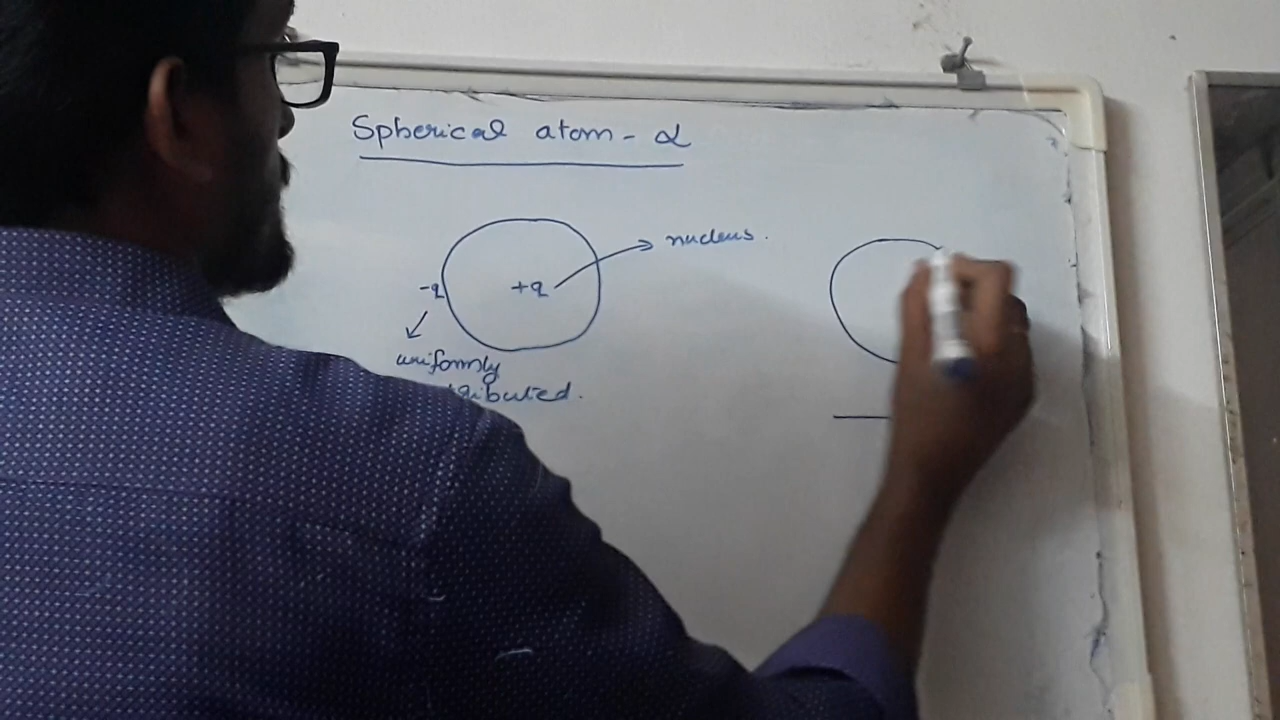 Spherical atom - α
nucleus.
+q
-q
uniformly